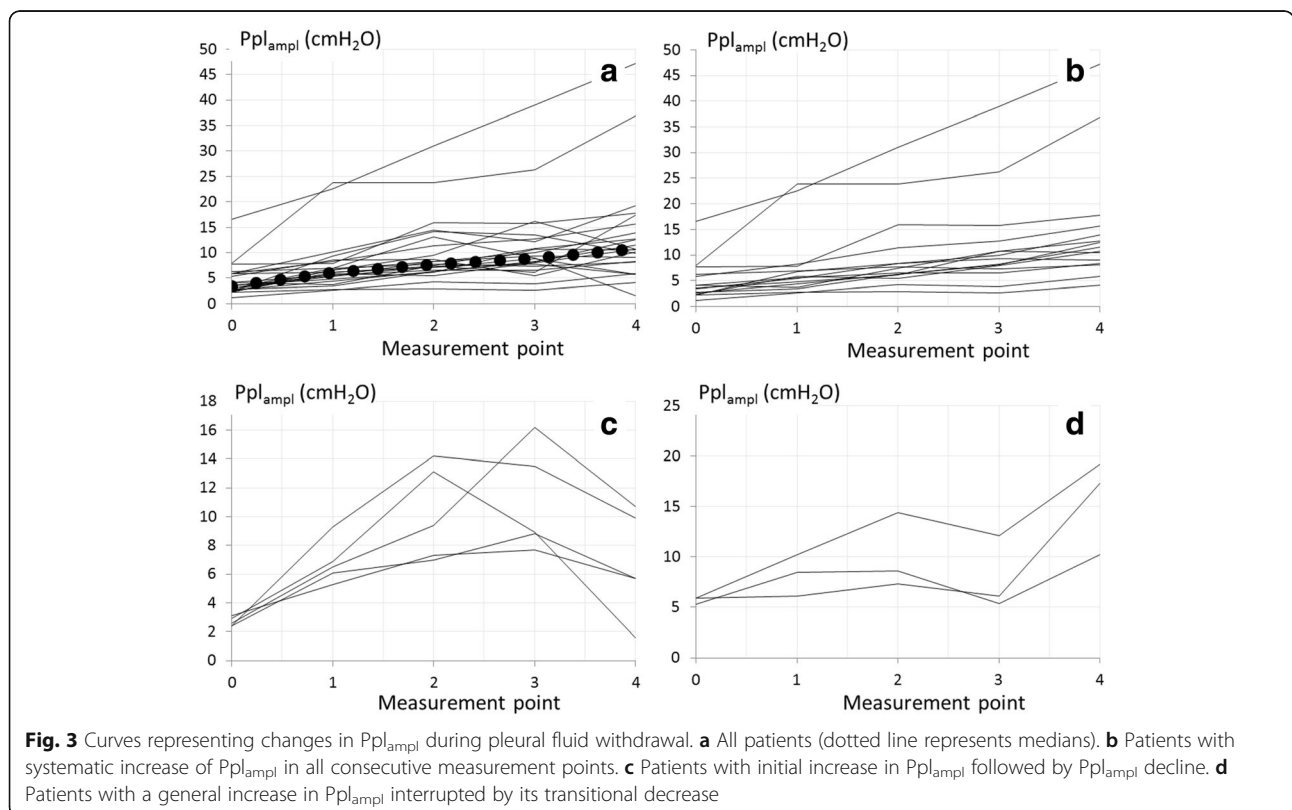 Ppl_ampl (cmH₂O)
a
50
45
40
35
30
25
20
15
10
5
0
0 1 2 3 4
Measurement point
Ppl_ampl (cmH₂O)
b
50
45
40
35
30
25
20
15
10
5
0
0 1 2 3 4
Measurement point
Ppl_ampl (cmH₂O)
c
18
16
14
12
10
8
6
4
2
0
0 1 2 3 4
Measurement point
Ppl_ampl (cmH₂O)
d
25
20
15
10
5
0
0 1 2 3 4
Measurement point
Fig. 3 Curves representing changes in Ppl_ampl during pleural fluid withdrawal. a All patients (dotted line represents medians). b Patients with
systematic increase of Ppl_ampl in all consecutive measurement points. c Patients with initial increase in Ppl_ampl followed by Ppl_ampl decline. d
Patients with a general increase in Ppl_ampl interrupted by its transitional decrease